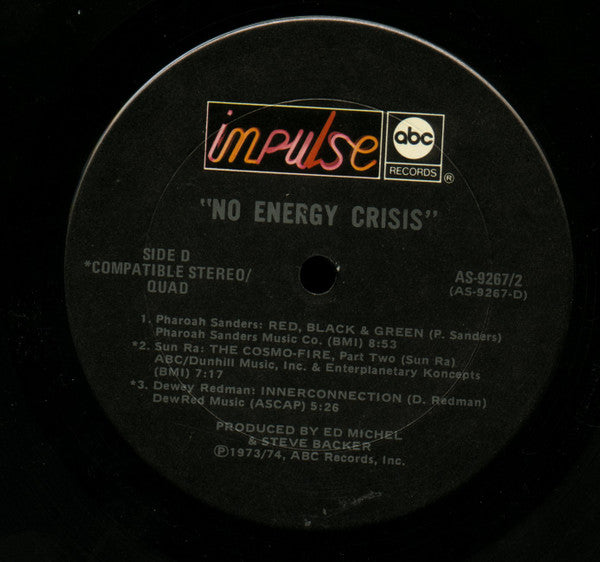 impulse
abc
RECORDS ®
"NO ENERGY CRISIS"
SIDE D
*COMPATIBLE STEREO/
QUAD
AS-9267/2
(AS-9267-D)
1. Pharoah Sanders: RED, BLACK & GREEN (P. Sanders)
Pharoah Sanders Music Co. (BMI) 8:53
*2. Sun Ra: THE COSMO-FIRE, Part Two (Sun Ra)
ABC/Dunhill Music, Inc. & Enterplanetary Koncepts
(BMI) 7:17
*3. Dewey Redman: INNERCONNECTION (D. Redman)
DewRed Music (ASCAP) 5:26
PRODUCED BY ED MICHEL
& STEVE BACKER
℗1973/74, ABC Records, Inc.